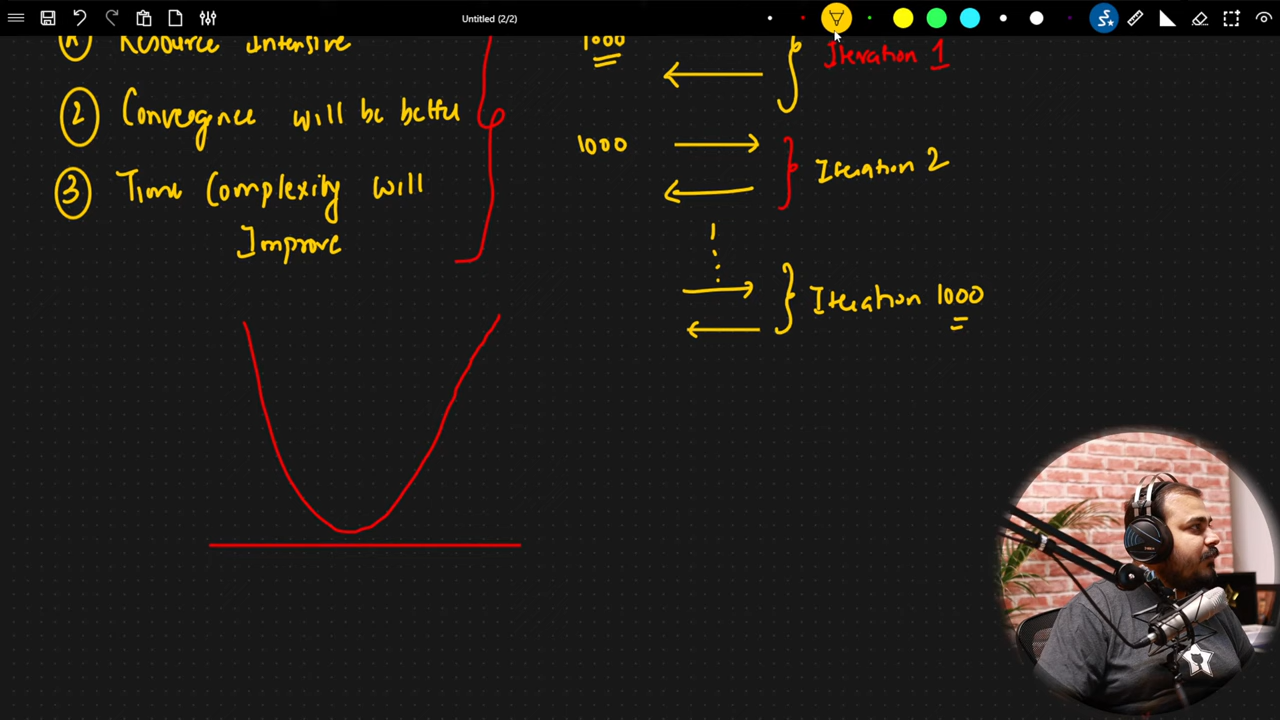 Untitled (2/2)
Resource Intensive
2 Convergnce will be better
3 Time Complexity will
Improve
1000
Iteration 1
1000
Iteration 2
Iteration 1000